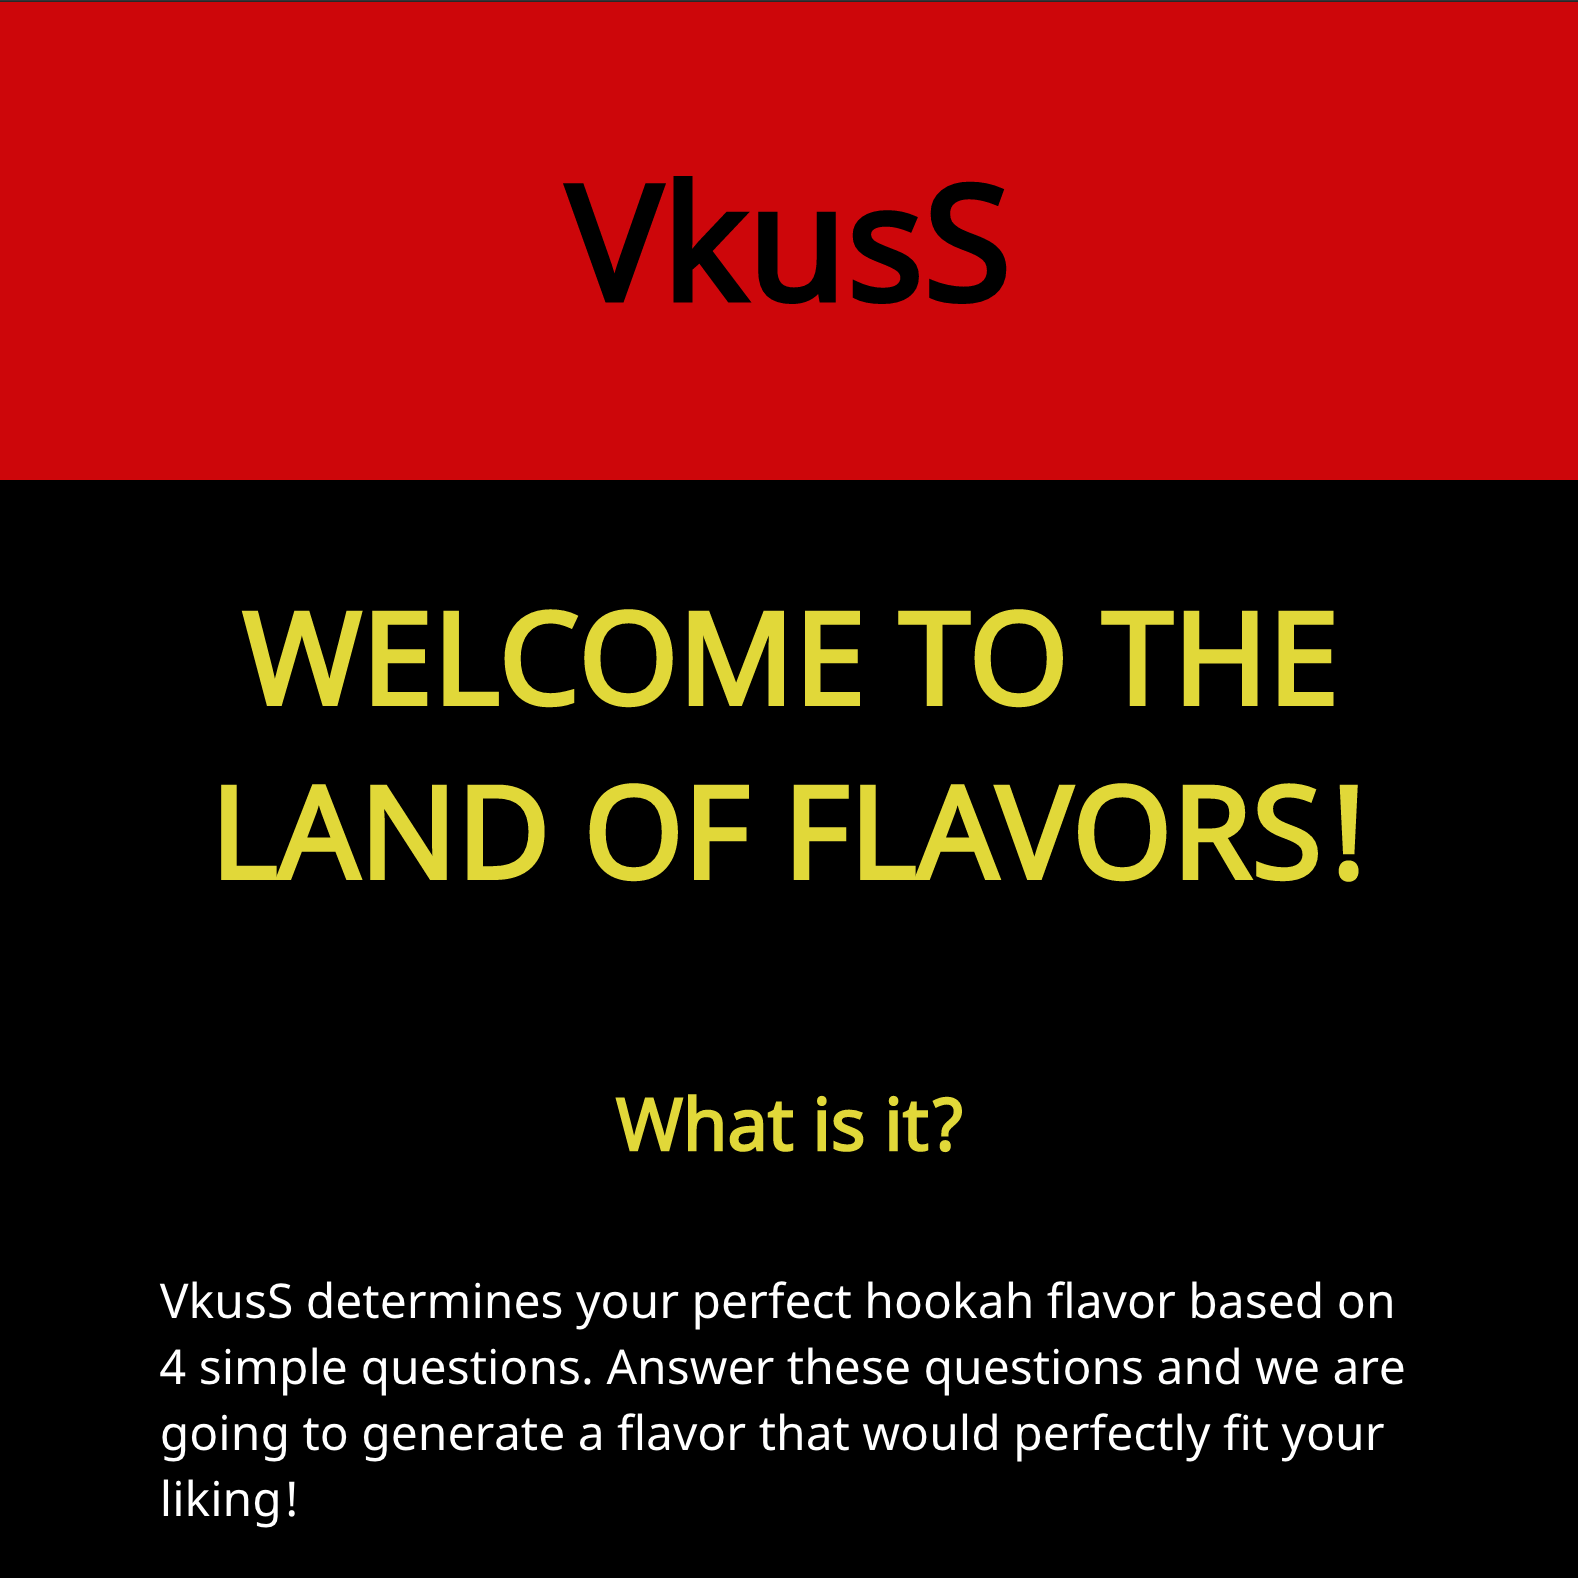 VkusS
WELCOME TO THE
LAND OF FLAVORS!
What is it?
VkusS determines your perfect hookah flavor based on
4 simple questions. Answer these questions and we are
going to generate a flavor that would perfectly fit your
liking!